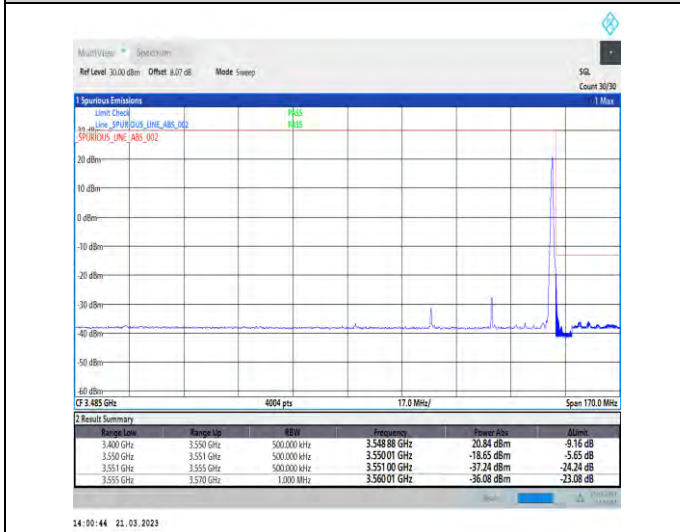 MultiView Spectrum
Ref Level 30.00 dBm Offset 8.07 dB Mode Sweep SGL
Count 30/30
1 Spurious Emissions 1 Max
Limit Check PASS
Line _SPURIOUS_LINE_ABS_002 PASS
_SPURIOUS_LINE_ABS_002
20 dBm
10 dBm
0 dBm
-10 dBm
-20 dBm
-30 dBm
-40 dBm
-50 dBm
-60 dBm
CF 3.485 GHz 4004 pts 17.0 MHz/ Span 170.0 MHz
2 Result Summary
Range Low Range Up RBW Frequency Power Abs ΔLimit
3.400 GHz 3.550 GHz 500.000 kHz 3.548 88 GHz 20.84 dBm -9.16 dB
3.550 GHz 3.551 GHz 500.000 kHz 3.550 01 GHz -18.65 dBm -5.65 dB
3.551 GHz 3.555 GHz 500.000 kHz 3.551 00 GHz -37.24 dBm -24.24 dB
3.555 GHz 3.570 GHz 1.000 MHz 3.560 01 GHz -36.08 dBm -23.08 dB
14:00:44 21.03.2023